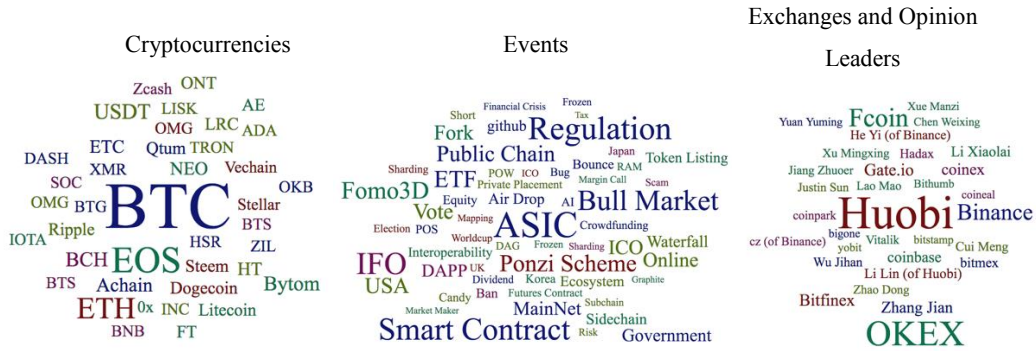 Cryptocurrencies
Zcash ONT
USDT LISK AE
OMG LRC ADA
ETC Qtum TRON
DASH XMR NEO Vechain
SOC BTC OKB
OMG BTG Stellar
Ripple BTS
IOTA HSR ZIL
BCH EOS
BTS Achain Steem HT
Dogecoin Bytom
ETH 0x INC Litecoin
BNB FT
Events
Financial Crisis Frozen
Short Tax
Fork github Regulation
Public Chain Japan
Sharding POW ICO Bug Bounce RAM Token Listing
Fomo3D ETF Private Placement Margin Call Scam
Equity Air Drop AI Bull Market
Vote Mapping ASIC Crowdfunding
Election POS
Worldcup DAG Frozen Sharding ICO Waterfall
Interoperability Online
IFO DAPP UK Ponzi Scheme
USA Dividend Korea Ecosystem Graphite
Candy Ban Futures Contract Subchain
Market Maker MainNet Sidechain
Smart Contract Risk Government
Exchanges and Opinion
Leaders
Xue Manzi
Yuan Yuming Fcoin Chen Weixing
He Yi (of Binance)
Xu Mingxing Hadax Li Xiaolai
Jiang Zhuoer Gate.io coinex
Justin Sun Lao Mao Bithumb coineal
coinpark Huobi Binance
bigone
cz (of Binance) yobit Vitalik bitstamp Cui Meng
Wu Jihan coinbase bitmex
Li Lin (of Huobi)
Zhao Dong
Bitfinex Zhang Jian
OKEX